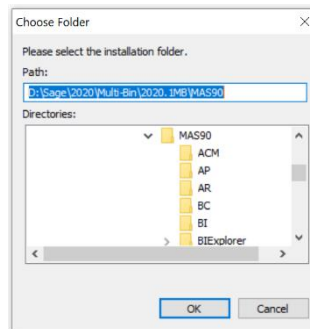 Choose Folder
Please select the installation folder.
Path:
D:\Sage\2020\Multi-Bin\2020.1MB\MAS90
Directories:
MAS90
ACM
AP
AR
BC
BI
BIExplorer
OK Cancel